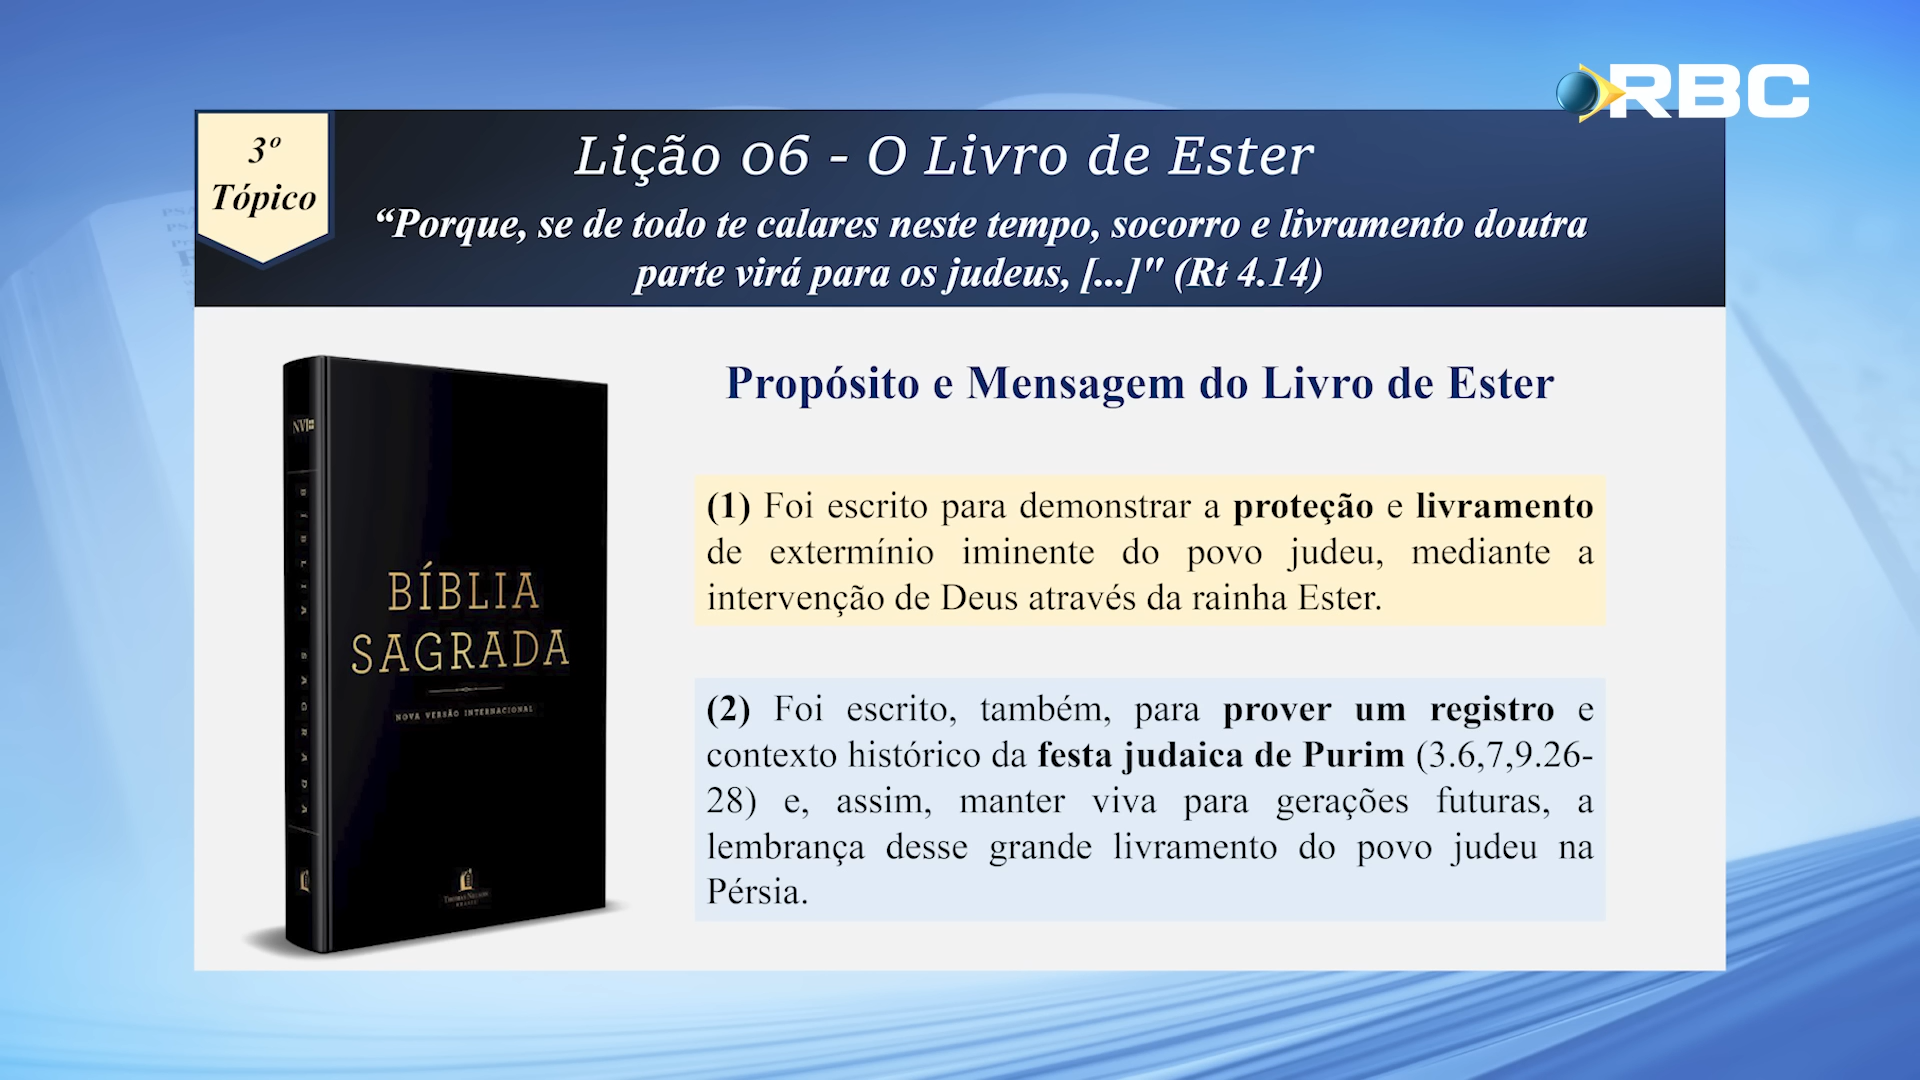 RBC
3º
Tópico
Lição 06 - O Livro de Ester
“Porque, se de todo te calares neste tempo, socorro e livramento doutra
parte virá para os judeus, [...]" (Rt 4.14)
Propósito e Mensagem do Livro de Ester
(1) Foi escrito para demonstrar a proteção e livramento
de extermínio iminente do povo judeu, mediante a
intervenção de Deus através da rainha Ester.
(2) Foi escrito, também, para prover um registro e
contexto histórico da festa judaica de Purim (3.6,7,9.26-
28) e, assim, manter viva para gerações futuras, a
lembrança desse grande livramento do povo judeu na
Pérsia.
NVI
BÍBLIA SAGRADA
BÍBLIA
SAGRADA
NOVA VERSÃO INTERNACIONAL
THOMAS NELSON
BRASIL